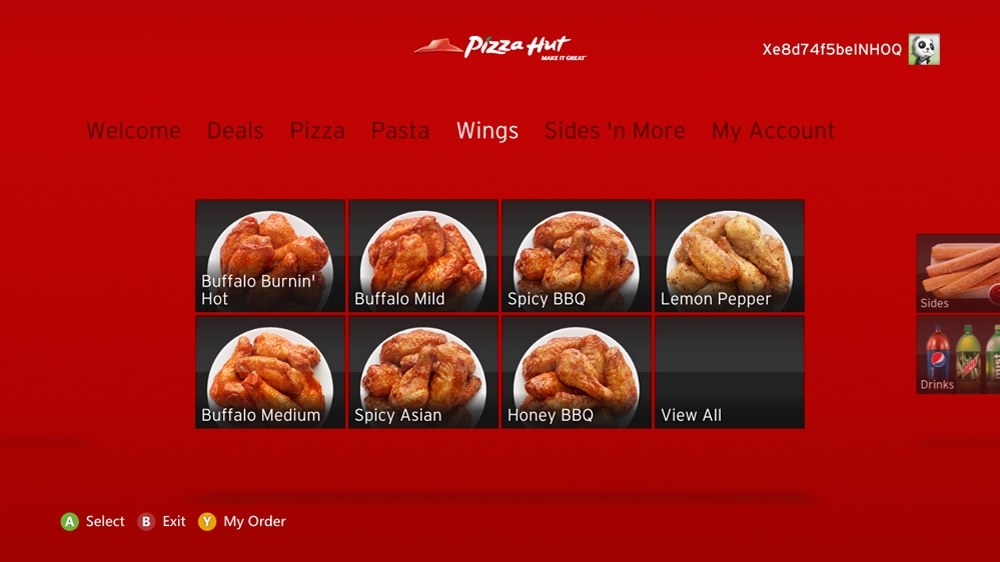 Pizza Hut
MAKE IT GREAT
Xe8d74f5beINHOQ
Welcome Deals Pizza Pasta Wings Sides 'n More My Account
Buffalo Burnin'
Hot
Buffalo Mild
Spicy BBQ
Lemon Pepper
Sides
Buffalo Medium
Spicy Asian
Honey BBQ
View All
Drinks
A Select B Exit Y My Order